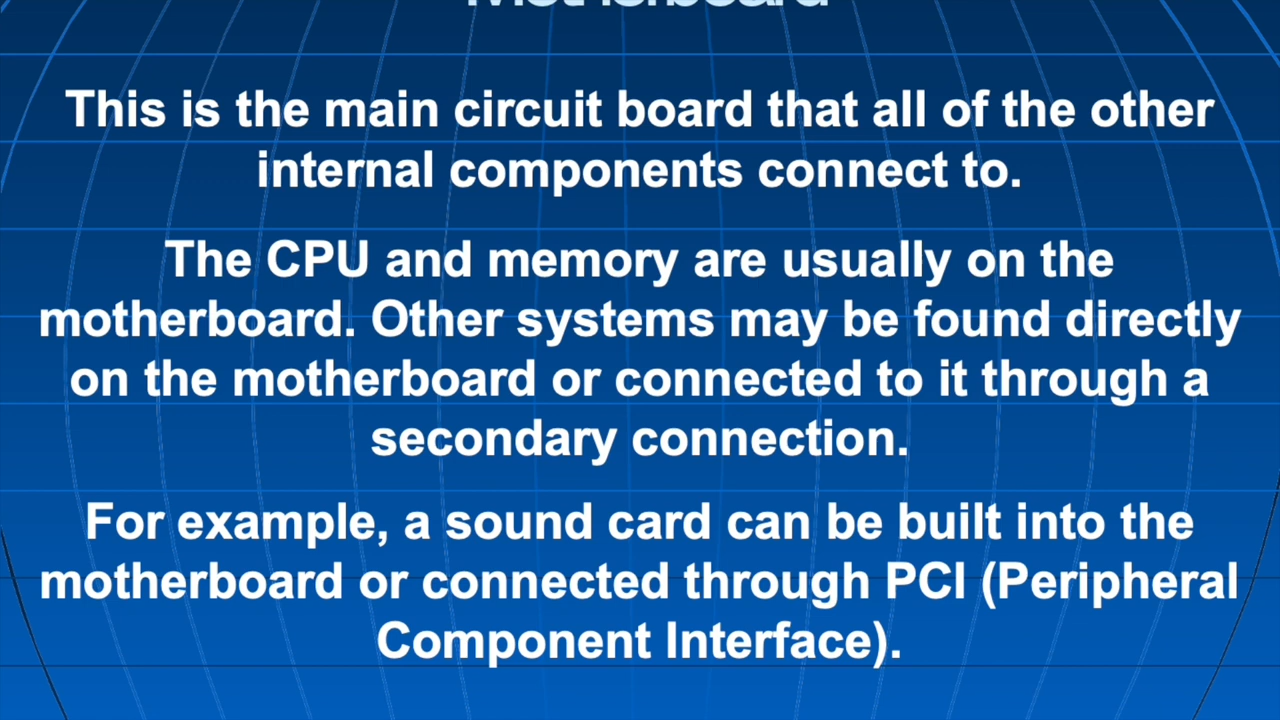 Motherboard
This is the main circuit board that all of the other
internal components connect to.
The CPU and memory are usually on the
motherboard. Other systems may be found directly
on the motherboard or connected to it through a
secondary connection.
For example, a sound card can be built into the
motherboard or connected through PCI (Peripheral
Component Interface).